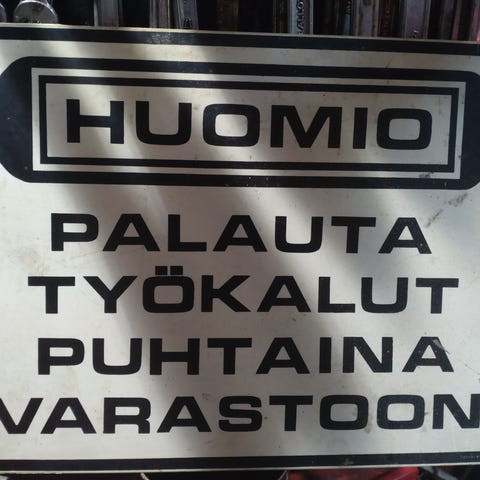 HUOMIO
PALAUTA
TYÖKALUT
PUHTAINA
VARASTOON